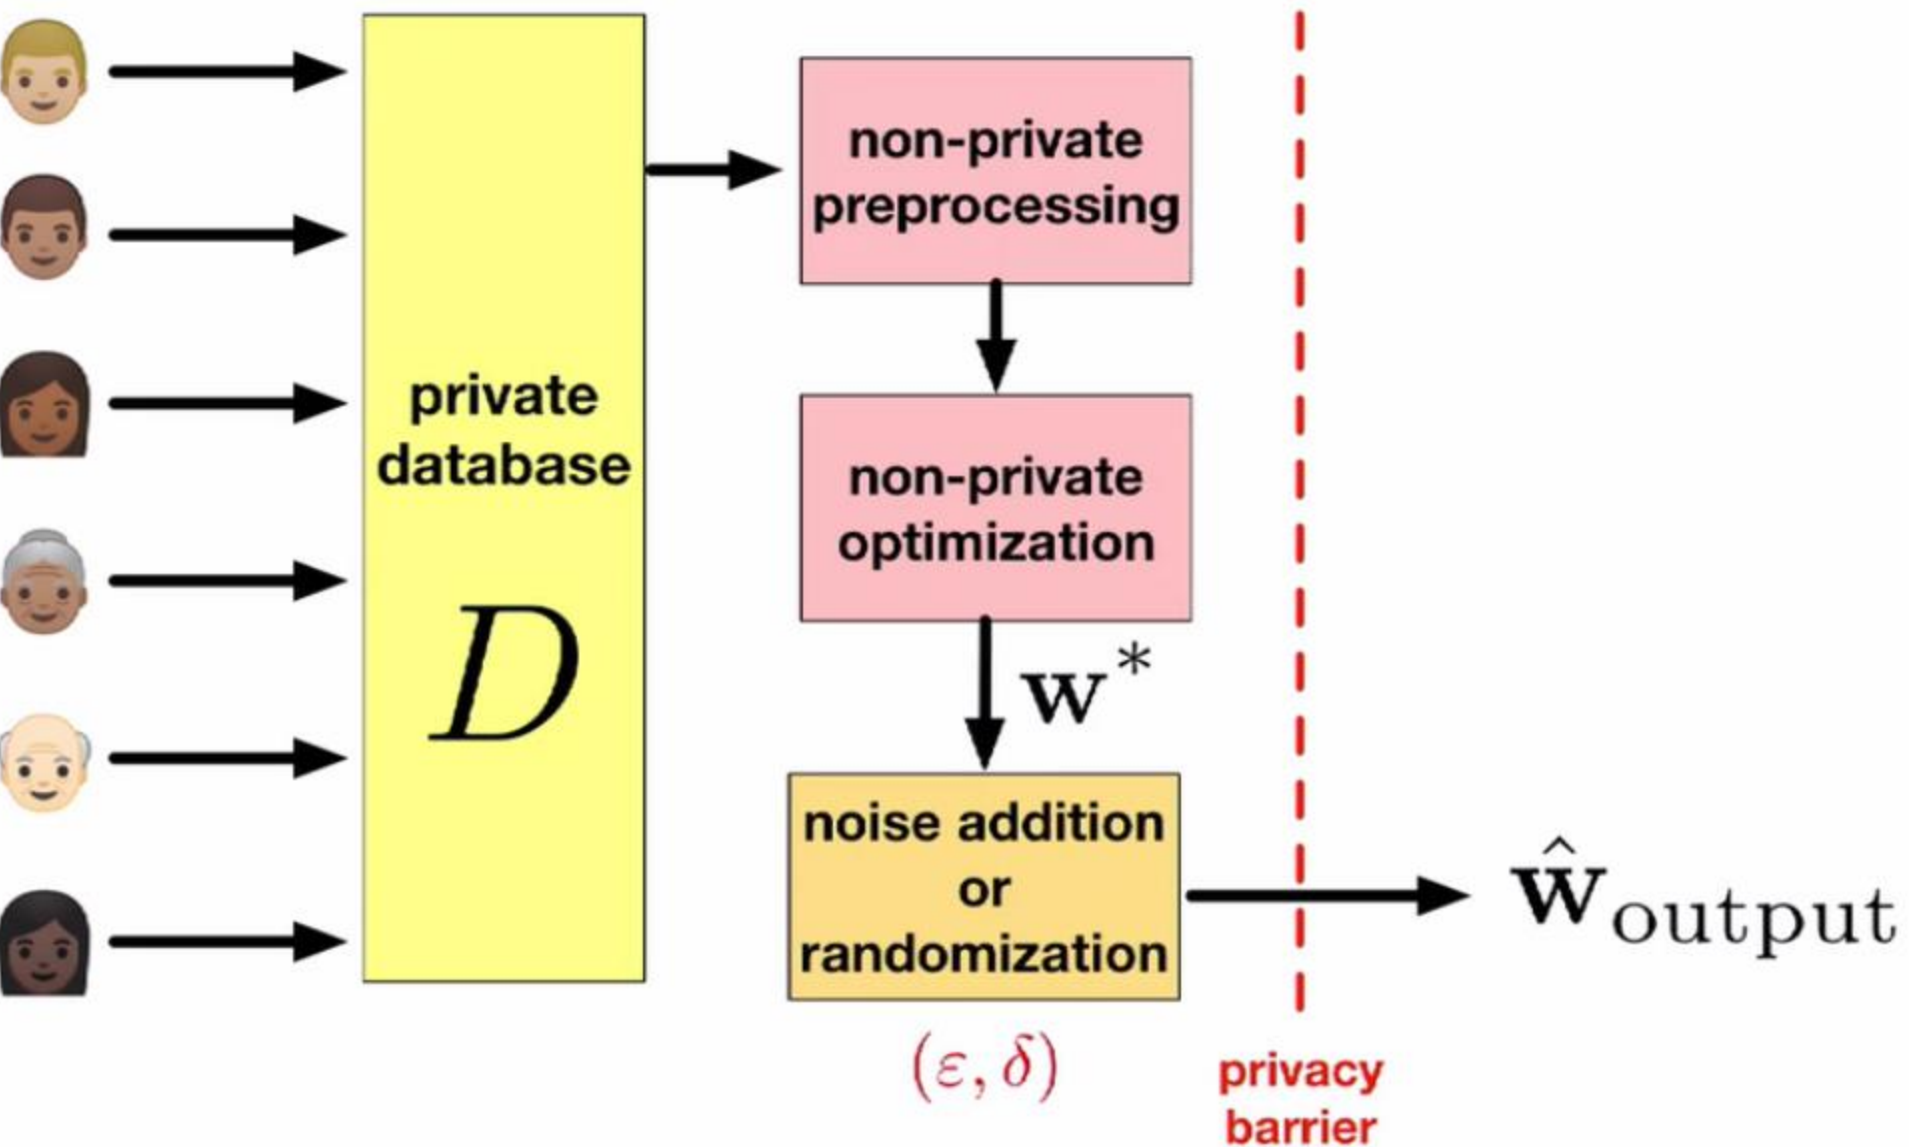 non-private
preprocessing
private
database
D
non-private
optimization
w*
noise addition
or
randomization
ŵoutput
(ε, δ)
privacy
barrier